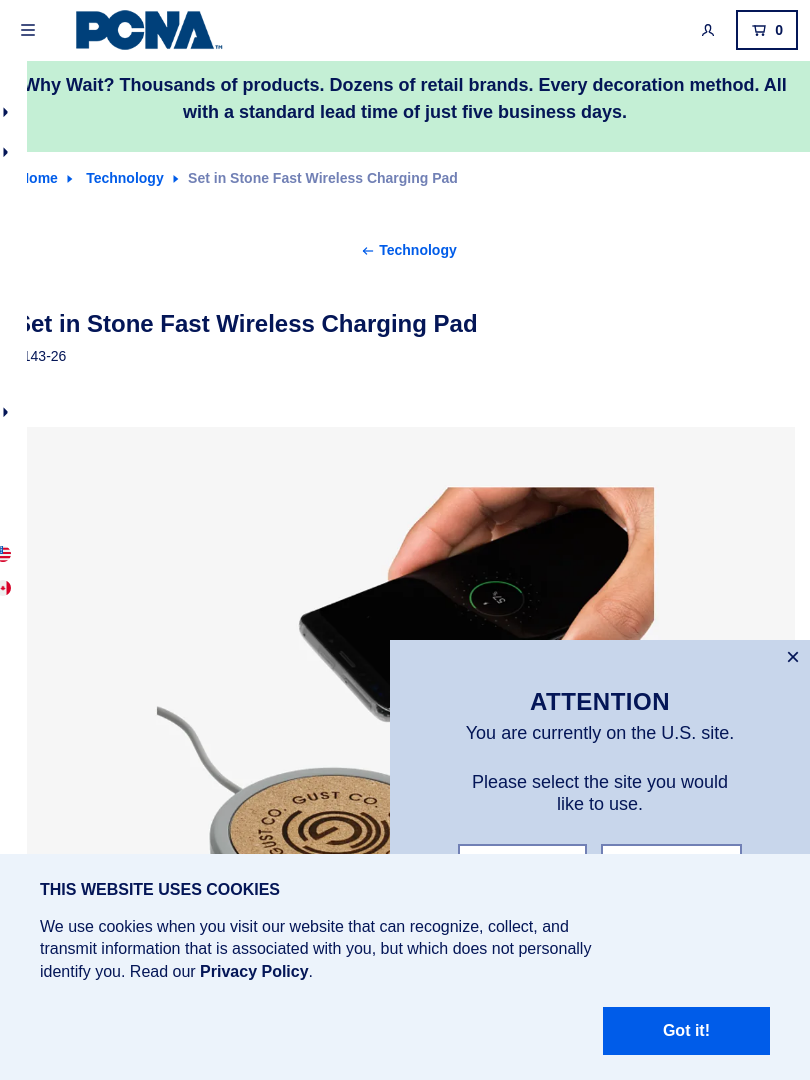 PCNA™
0
Why Wait? Thousands of products. Dozens of retail brands. Every decoration method. All
with a standard lead time of just five business days.
Home
Technology
Set in Stone Fast Wireless Charging Pad
Technology
Set in Stone Fast Wireless Charging Pad
143-26
57%
GUST CO.
GUST CO.
×
ATTENTION
You are currently on the U.S. site.
Please select the site you would
like to use.
THIS WEBSITE USES COOKIES
We use cookies when you visit our website that can recognize, collect, and
transmit information that is associated with you, but which does not personally
identify you. Read our Privacy Policy.
Got it!